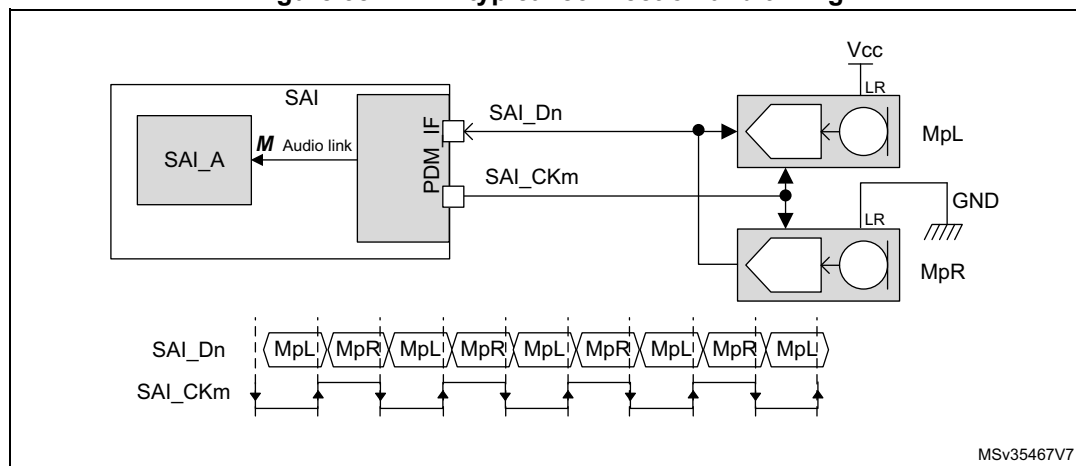 Vcc
LR
SAI
SAI_Dn
MpL
SAI_A
M Audio link
PDM_IF
SAI_CKm
GND
LR
MpR
SAI_Dn MpL MpR MpL MpR MpL MpR MpL MpR MpL
SAI_CKm
MSv35467V7